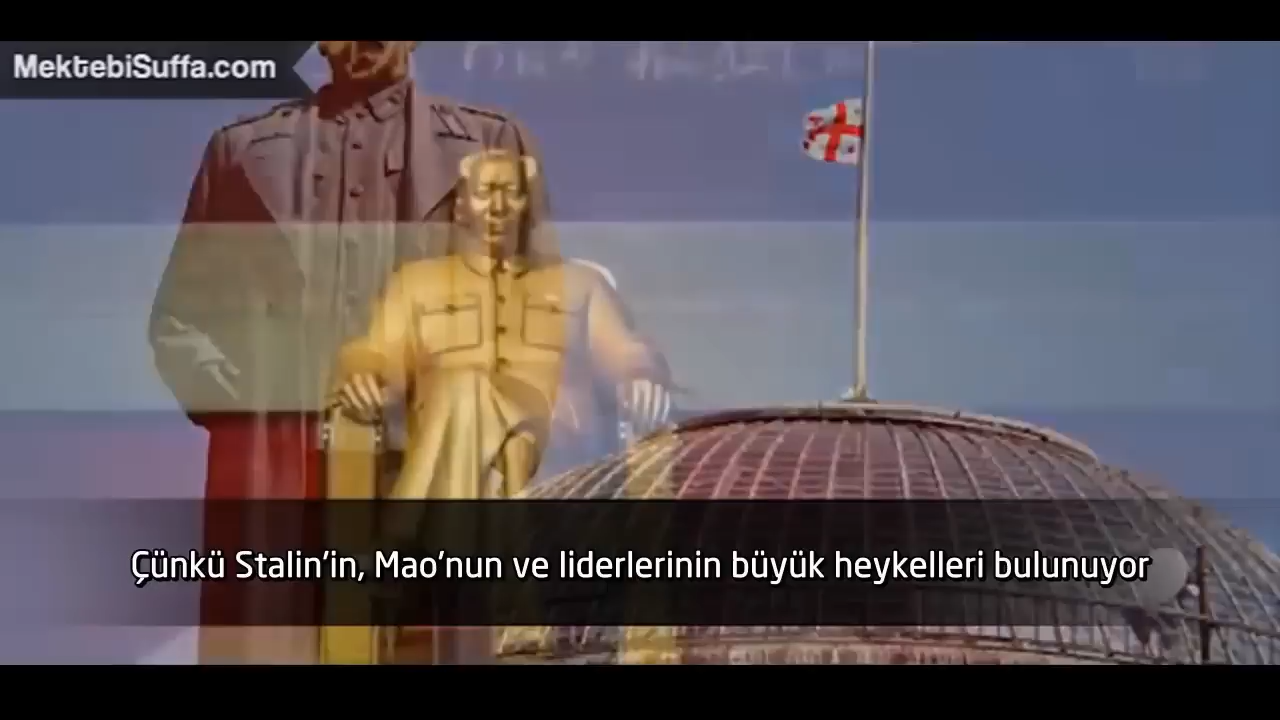 MektebiSuffa.com
Çünkü Stalin'in, Mao'nun ve liderlerinin büyük heykelleri bulunuyor